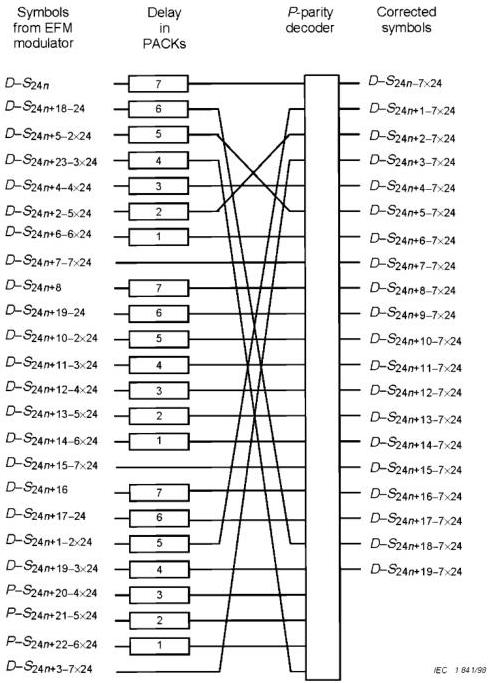 Symbols from EFM modulator
Delay in PACKs
P-parity decoder
Corrected symbols
D–S24n 7 D–S24n–7×24
D–S24n+18–24 6 D–S24n+1–7×24
D–S24n+5–2×24 5 D–S24n+2–7×24
D–S24n+23–3×24 4 D–S24n+3–7×24
D–S24n+4–4×24 3 D–S24n+4–7×24
D–S24n+2–5×24 2 D–S24n+5–7×24
D–S24n+6–6×24 1 D–S24n+6–7×24
D–S24n+7–7×24 D–S24n+7–7×24
D–S24n+8 7 D–S24n+8–7×24
D–S24n+19–24 6 D–S24n+9–7×24
D–S24n+10–2×24 5 D–S24n+10–7×24
D–S24n+11–3×24 4 D–S24n+11–7×24
D–S24n+12–4×24 3 D–S24n+12–7×24
D–S24n+13–5×24 2 D–S24n+13–7×24
D–S24n+14–6×24 1 D–S24n+14–7×24
D–S24n+15–7×24 D–S24n+15–7×24
D–S24n+16 7 D–S24n+16–7×24
D–S24n+17–24 6 D–S24n+17–7×24
D–S24n+1–2×24 5 D–S24n+18–7×24
D–S24n+19–3×24 4 D–S24n+19–7×24
P–S24n+20–4×24 3
P–S24n+21–5×24 2
P–S24n+22–6×24 1
D–S24n+3–7×24
IEC 1 841/98